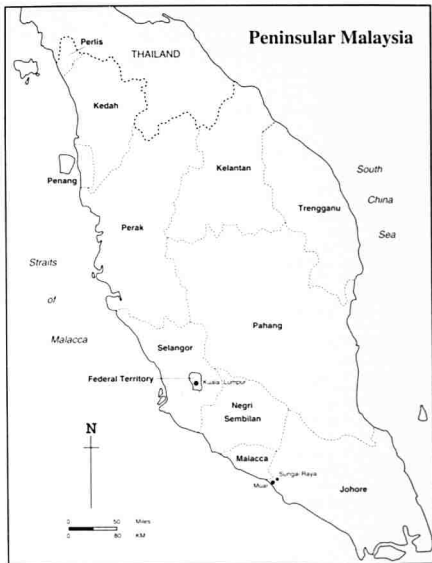 Peninsular Malaysia
Perlis
THAILAND
Kedah
Penang
Kelantan
Trengganu
South
China
Sea
Perak
Straits
of
Malacca
Pahang
Selangor
Federal Territory
Kuala Lumpur
Negri
Sembilan
N
Malacca
Sungai Raya
Muar
Johore
0 50 Miles
0 80 KM